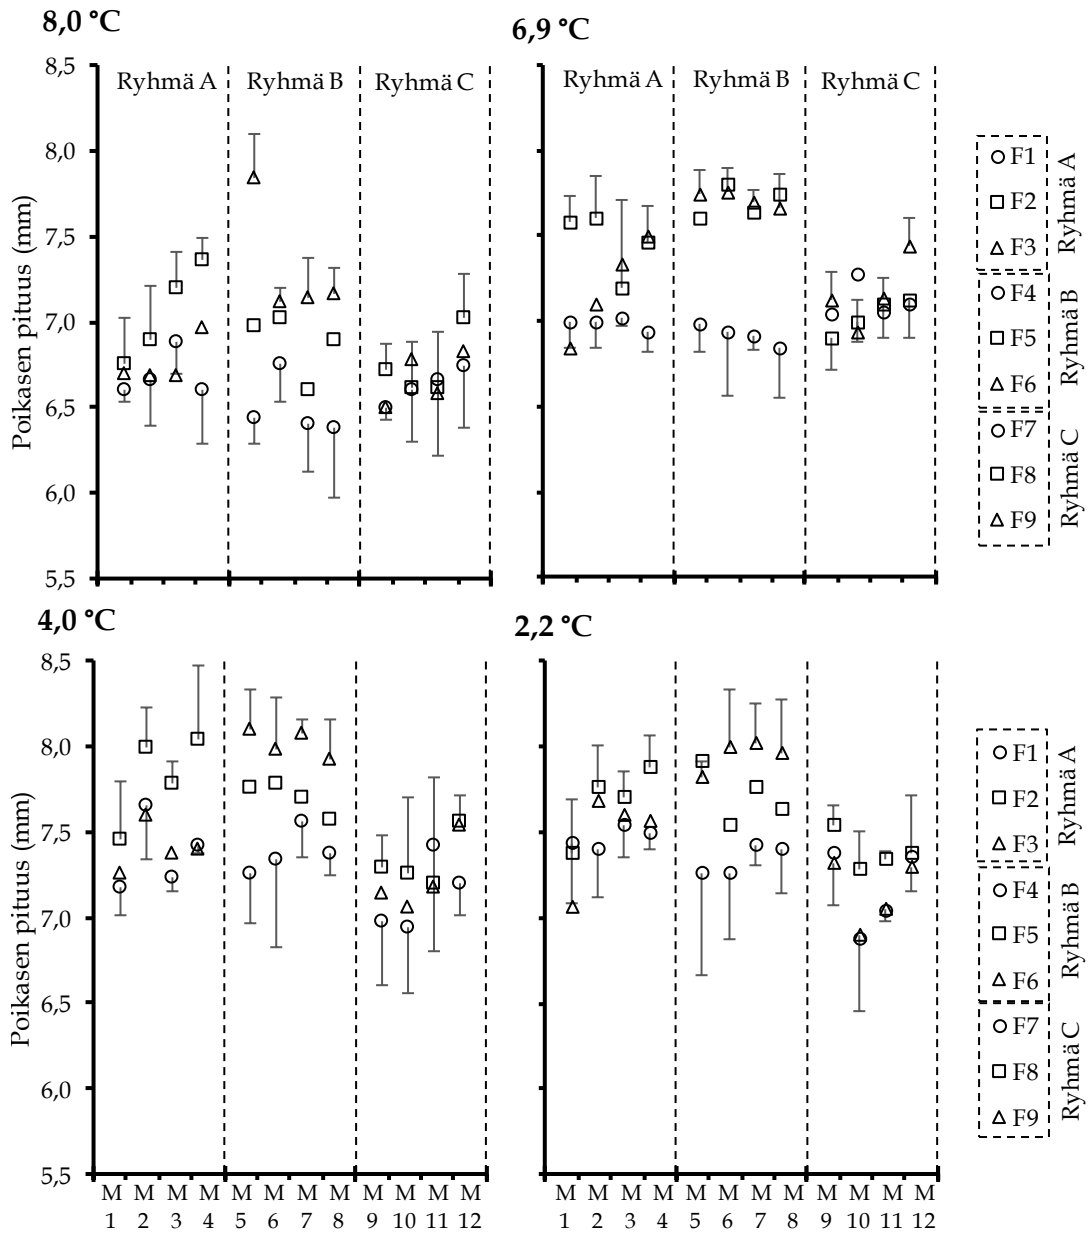 8,0 °C
6,9 °C
Poikasen pituus (mm)
8,5
8,0
7,5
7,0
6,5
6,0
5,5
Ryhmä A Ryhmä B Ryhmä C
Ryhmä A Ryhmä B Ryhmä C
F1
F2
F3
Ryhmä A
F4
F5
F6
Ryhmä B
F7
F8
F9
Ryhmä C
4,0 °C
2,2 °C
Poikasen pituus (mm)
8,5
8,0
7,5
7,0
6,5
6,0
5,5
M M M M M M M M M M M M
1 2 3 4 5 6 7 8 9 10 11 12
M M M M M M M M M M M M
1 2 3 4 5 6 7 8 9 10 11 12
F1
F2
F3
Ryhmä A
F4
F5
F6
Ryhmä B
F7
F8
F9
Ryhmä C